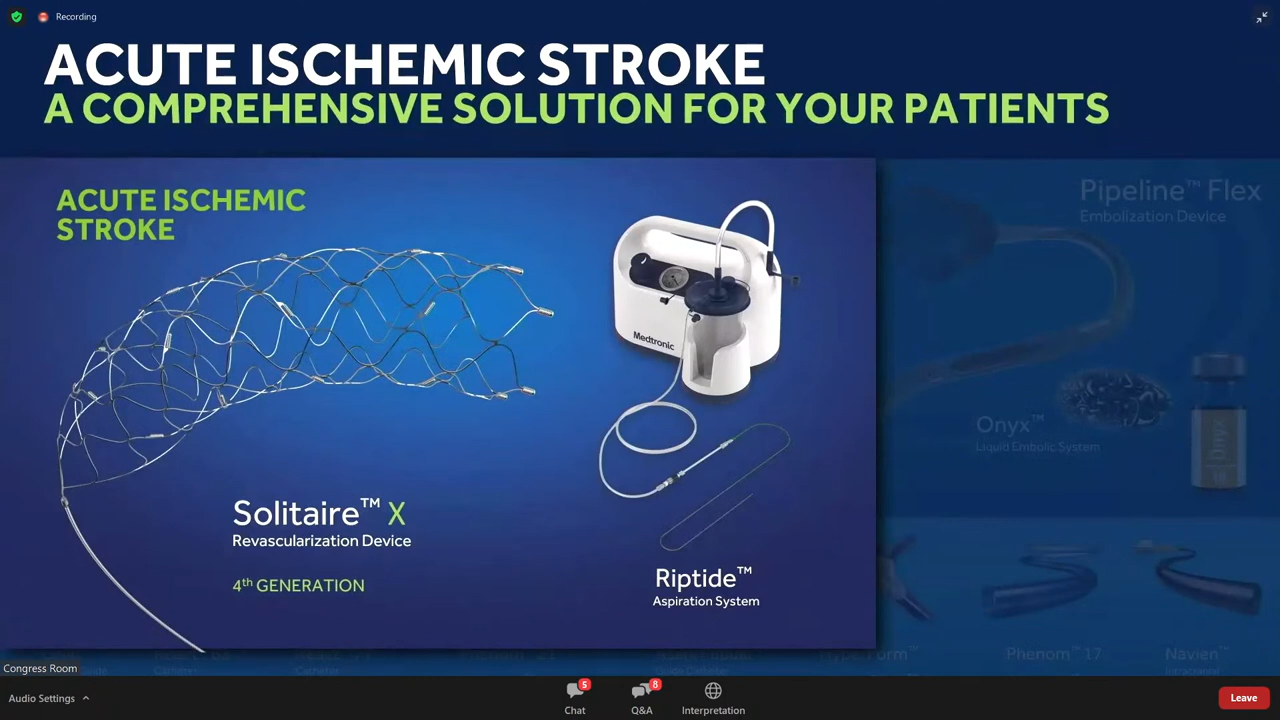 Recording
ACUTE ISCHEMIC STROKE
A COMPREHENSIVE SOLUTION FOR YOUR PATIENTS
ACUTE ISCHEMIC
STROKE
Pipeline™ Flex
Embolization Device
Medtronic
Onyx™
Liquid Embolic System
Onyx
18
Solitaire™ X
Revascularization Device
4th GENERATION
Riptide™
Aspiration System
Phenom™ 17
Navien™
Congress Room
Audio Settings
5
Chat
8
Q&A
Interpretation
Leave